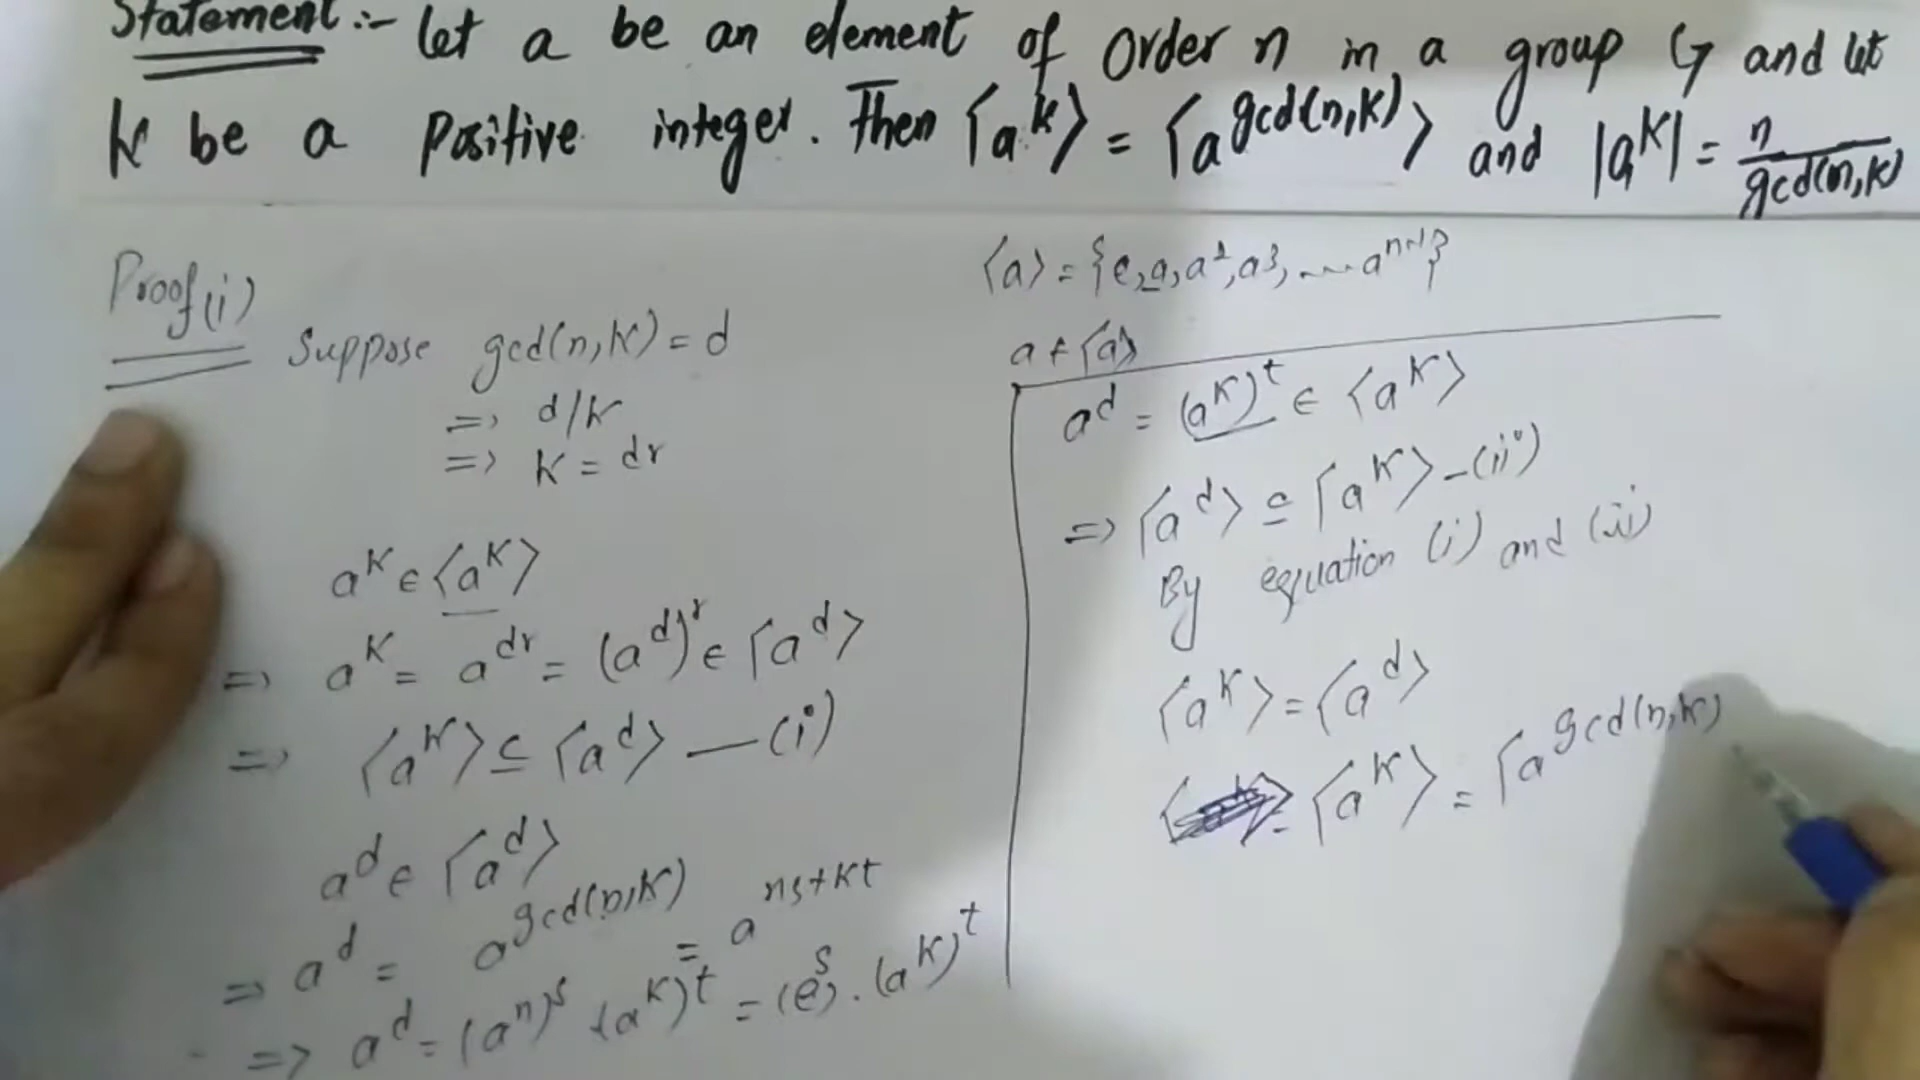 Statement :- let a be an element of order n in a group G and let
K be a Positive integer. Then ⟨a^k⟩ = ⟨a^gcd(n,k)⟩ and |a^k| = n/gcd(n,k)
Proof(i)
Suppose gcd(n,k) = d
=> d/k
=> K = dr
a^k ∈ ⟨a^k⟩
=> a^k = a^dr = (a^d)^r ∈ ⟨a^d⟩
=> ⟨a^k⟩ ⊆ ⟨a^d⟩ — (i)
a^d ∈ ⟨a^d⟩
=> a^d = a^gcd(n,k) = a^ns+kt
=> a^d = (a^n)^s · (a^k)^t = (e)^s . (a^k)^t
⟨a⟩ = {e, a, a², a³, .... a^n-1}
a ∈ ⟨a⟩
a^d = (a^k)^t ∈ ⟨a^k⟩
=> ⟨a^d⟩ ⊆ ⟨a^k⟩ - (ii)
By equation (i) and (ii)
⟨a^k⟩ = ⟨a^d⟩
⟨a^k⟩ = ⟨a^gcd(n,k)